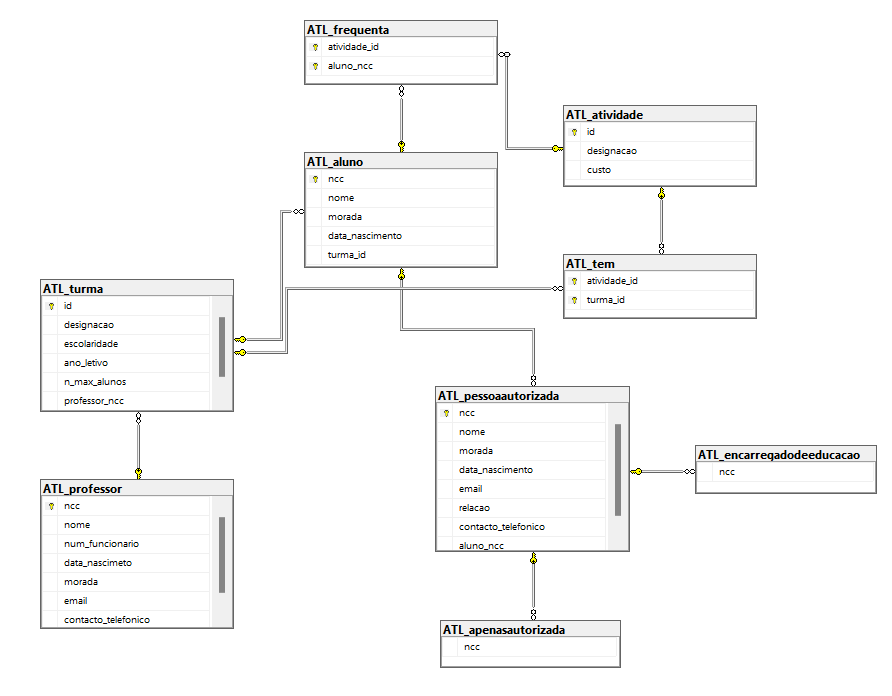 ATL_frequenta
atividade_id
aluno_ncc
ATL_atividade
id
designacao
custo
ATL_aluno
ncc
nome
morada
data_nascimento
turma_id
ATL_tem
atividade_id
turma_id
ATL_turma
id
designacao
escolaridade
ano_letivo
n_max_alunos
professor_ncc
ATL_pessoaautorizada
ncc
nome
morada
data_nascimento
email
relacao
contacto_telefonico
aluno_ncc
ATL_encarregadodeeducacao
ncc
ATL_professor
ncc
nome
num_funcionario
data_nascimeto
morada
email
contacto_telefonico
ATL_apenasautorizada
ncc